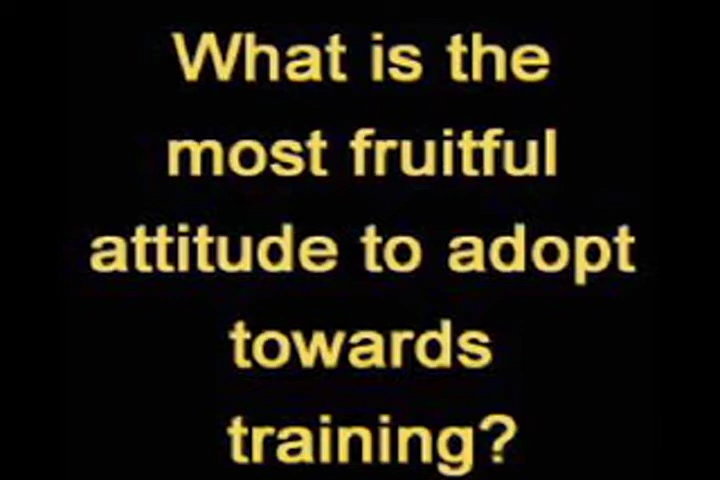 What is the
most fruitful
attitude to adopt
towards
training?